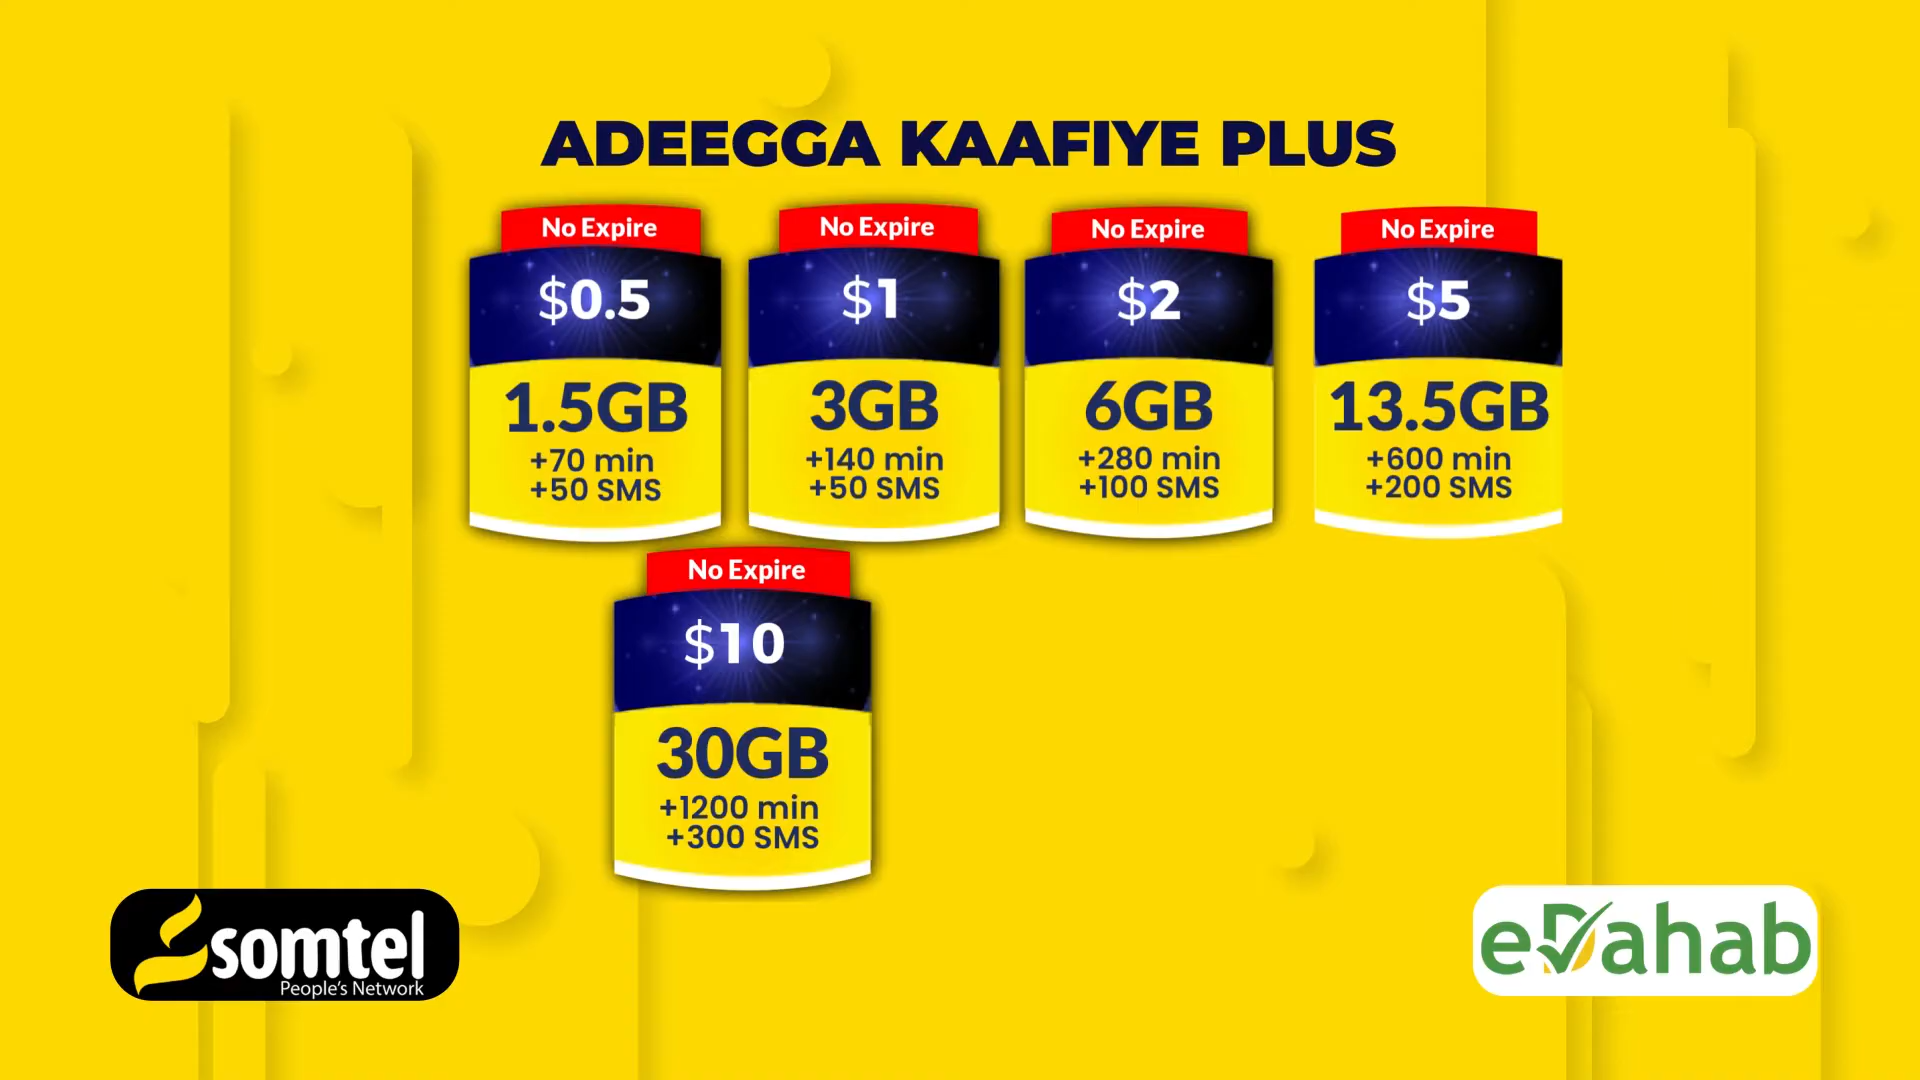 ADEEGGA KAAFIYE PLUS
No Expire
$0.5
1.5GB
+70 min
+50 SMS
No Expire
$1
3GB
+140 min
+50 SMS
No Expire
$2
6GB
+280 min
+100 SMS
No Expire
$5
13.5GB
+600 min
+200 SMS
No Expire
$10
30GB
+1200 min
+300 SMS
somtel
People's Network
eDahab